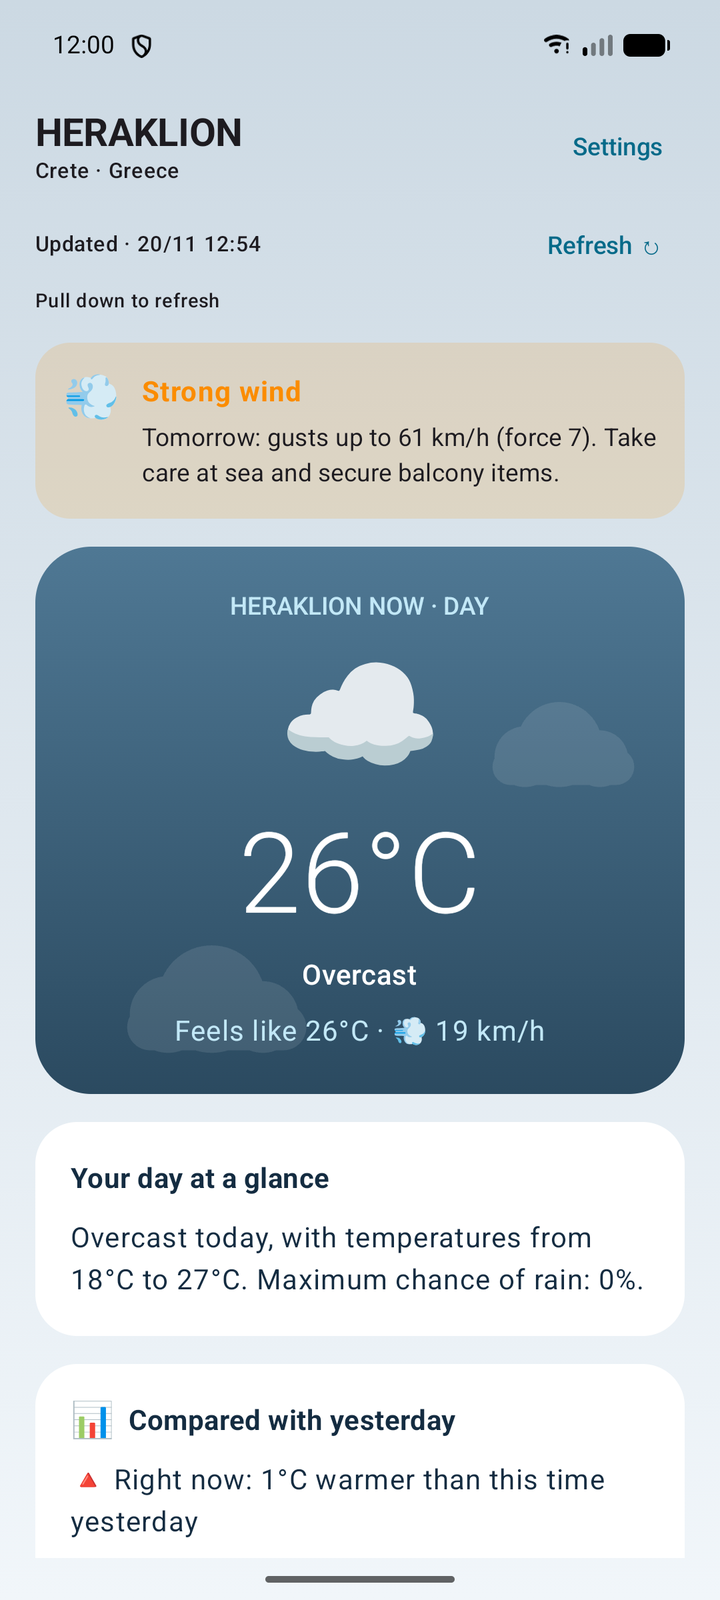 12:00
HERAKLION
Crete · Greece
Settings
Updated · 20/11 12:54
Refresh ↻
Pull down to refresh
Strong wind
Tomorrow: gusts up to 61 km/h (force 7). Take
care at sea and secure balcony items.
HERAKLION NOW · DAY
26°C
Overcast
Feels like 26°C · 💨 19 km/h
Your day at a glance
Overcast today, with temperatures from
18°C to 27°C. Maximum chance of rain: 0%.
📊 Compared with yesterday
🔺 Right now: 1°C warmer than this time
yesterday